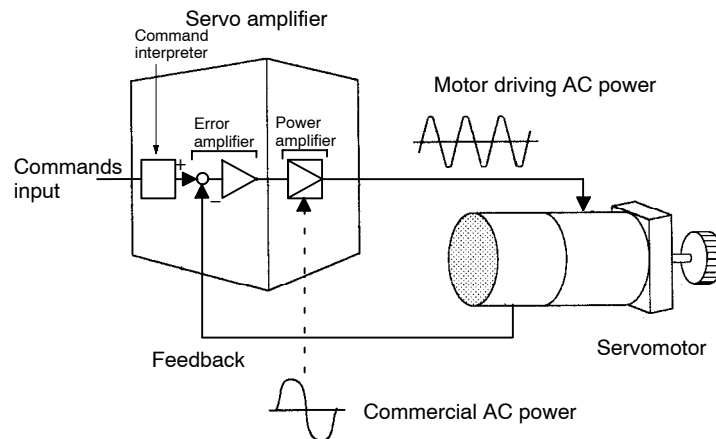 Servo amplifier
Command
interpreter
Motor driving AC power
Error
amplifier
Power
amplifier
Commands
input
+
−
Feedback
Servomotor
Commercial AC power